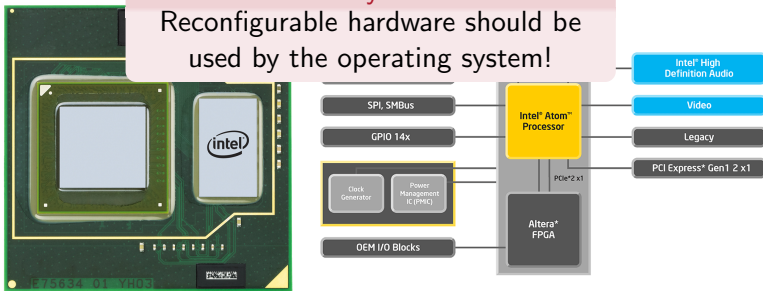 Reconfigurable hardware should be
used by the operating system!
Intel® High
Definition Audio
SPI, SMBus
Intel® Atom™
Processor
Video
GPIO 14x
Legacy
PCI Express* Gen1 2 x1
PCIe*2 x1
Clock
Generator
Power
Management
IC (PMIC)
Altera*
FPGA
OEM I/O Blocks
intel
JE75634 01 YH03